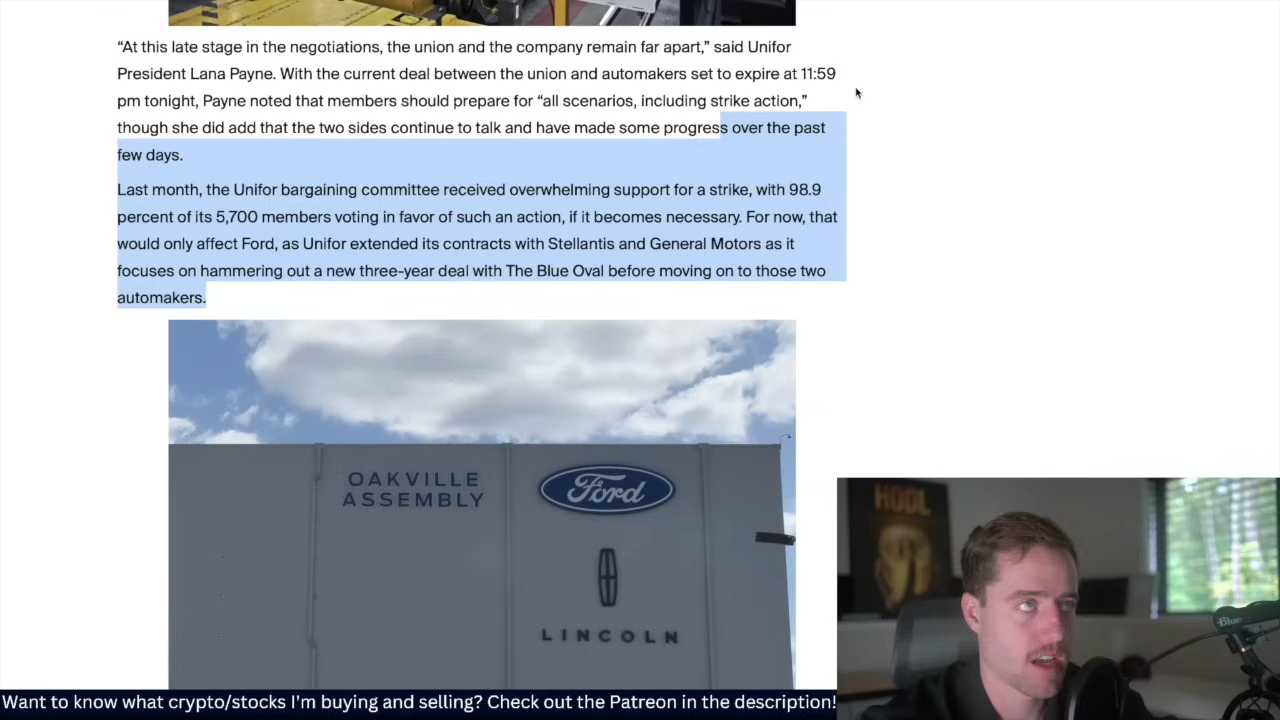 “At this late stage in the negotiations, the union and the company remain far apart,” said Unifor
President Lana Payne. With the current deal between the union and automakers set to expire at 11:59
pm tonight, Payne noted that members should prepare for “all scenarios, including strike action,”
though she did add that the two sides continue to talk and have made some progress over the past
few days.
Last month, the Unifor bargaining committee received overwhelming support for a strike, with 98.9
percent of its 5,700 members voting in favor of such an action, if it becomes necessary. For now, that
would only affect Ford, as Unifor extended its contracts with Stellantis and General Motors as it
focuses on hammering out a new three-year deal with The Blue Oval before moving on to those two
automakers.
OAKVILLE
ASSEMBLY
Ford
LINCOLN
HODL
Blue
Want to know what crypto/stocks I'm buying and selling? Check out the Patreon in the description!